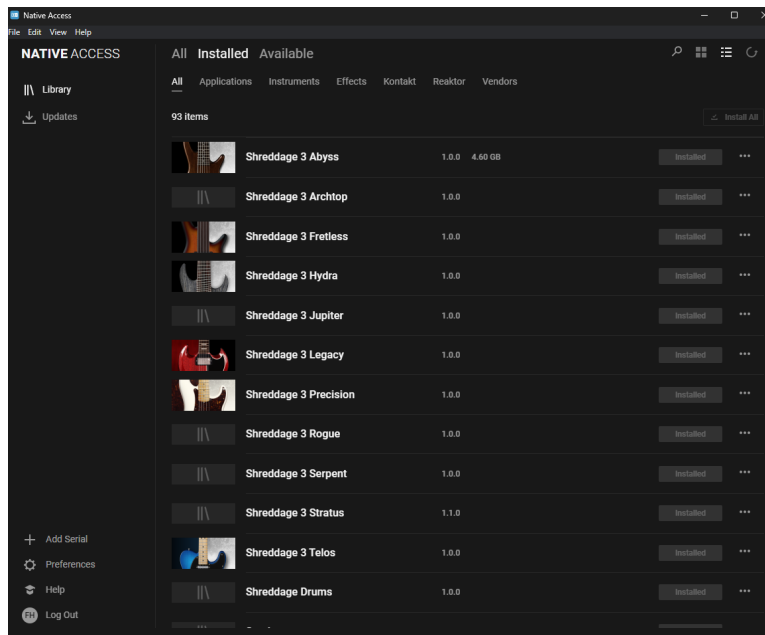 Native Access
File Edit View Help
NATIVE ACCESS
All Installed Available
Library
All Applications Instruments Effects Kontakt Reaktor Vendors
Updates
93 items
Install All
Shreddage 3 Abyss 1.0.0 4.60 GB Installed
Shreddage 3 Archtop 1.0.0 Installed
Shreddage 3 Fretless 1.0.0 Installed
Shreddage 3 Hydra 1.0.0 Installed
Shreddage 3 Jupiter 1.0.0 Installed
Shreddage 3 Legacy 1.0.0 Installed
Shreddage 3 Precision 1.0.0 Installed
Shreddage 3 Rogue 1.0.0 Installed
Shreddage 3 Serpent 1.0.0 Installed
Shreddage 3 Stratus 1.1.0 Installed
Add Serial
Shreddage 3 Telos 1.0.0 Installed
Preferences
Help
Shreddage Drums 1.0.0 Installed
FH Log Out